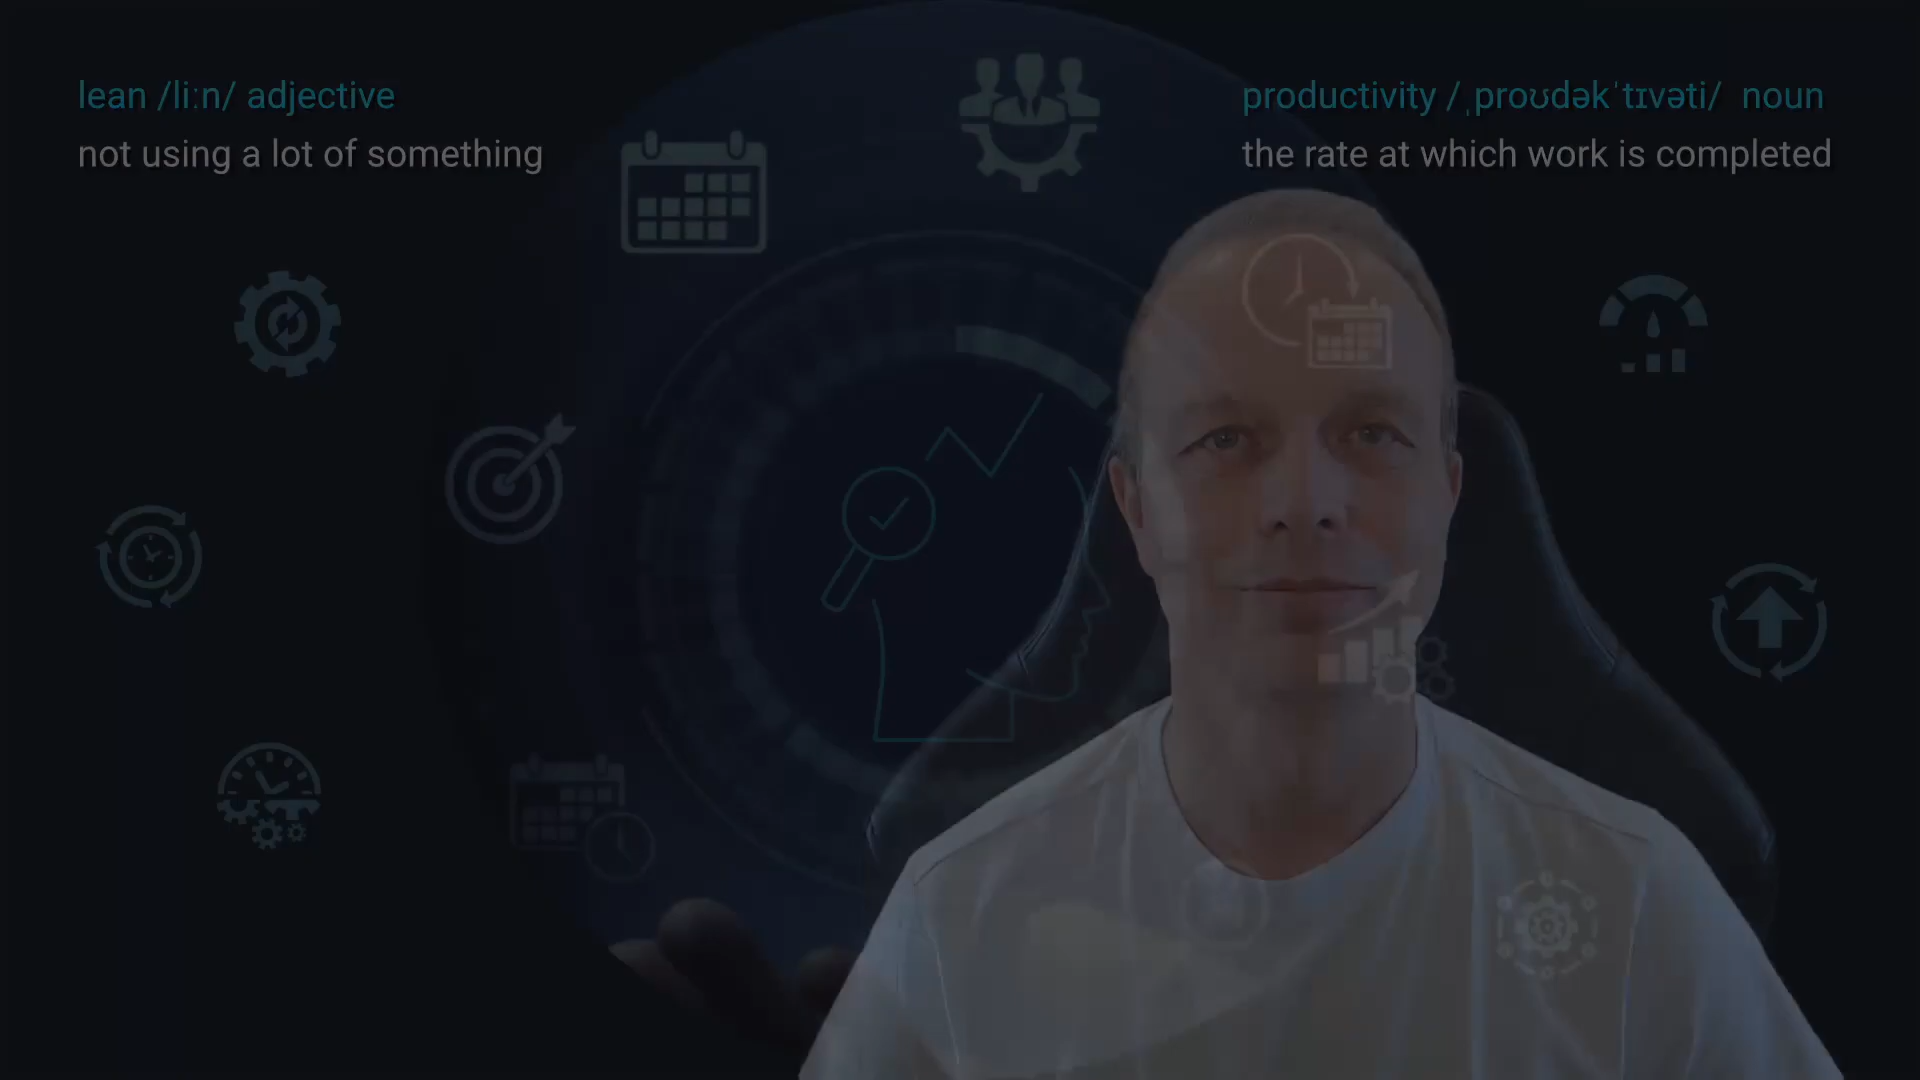 lean /liːn/ adjective
not using a lot of something
productivity /ˌproʊdəkˈtɪvəti/ noun
the rate at which work is completed